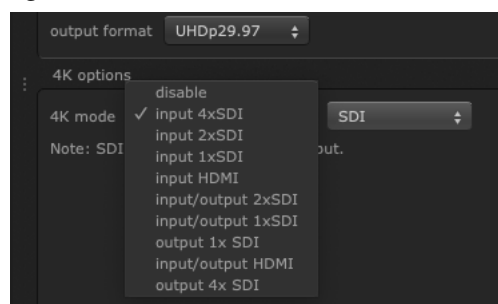 output format UHDp29.97
4K options
disable
4K mode ✓ input 4xSDI SDI
input 2xSDI
Note: SDI put.
input 1xSDI
input HDMI
input/output 2xSDI
input/output 1xSDI
output 1x SDI
input/output HDMI
output 4x SDI